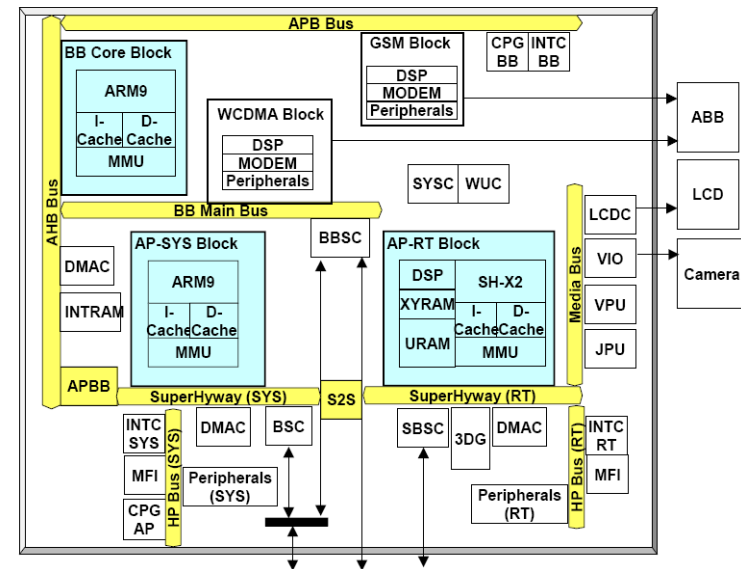 APB Bus
BB Core Block
ARM9
I-
Cache
D-
Cache
MMU
GSM Block
DSP
MODEM
Peripherals
CPG
BB
INTC
BB
WCDMA Block
DSP
MODEM
Peripherals
ABB
SYSC
WUC
LCD
AHB Bus
BB Main Bus
BBSC
LCDC
VIO
VPU
JPU
Media Bus
Camera
AP-SYS Block
ARM9
I-
Cache
D-
Cache
MMU
AP-RT Block
DSP
XYRAM
URAM
SH-X2
I-
Cache
D-
Cache
MMU
DMAC
INTRAM
APBB
SuperHyway (SYS)
S2S
SuperHyway (RT)
INTC
SYS
MFI
CPG
AP
HP Bus (SYS)
DMAC
BSC
Peripherals
(SYS)
SBSC
3DG
DMAC
Peripherals
(RT)
HP Bus (RT)
INTC
RT
MFI